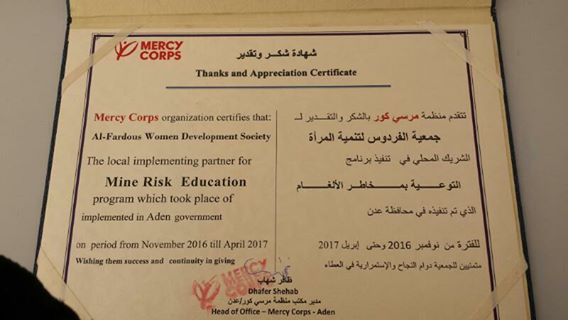 MERCY
CORPS
شهادة شكر وتقدير
Thanks and Appreciation Certificate
Mercy Corps organization certifies that:
Al-Fardous Women Development Society
The local implementing partner for
Mine Risk Education
program which took place of
implemented in Aden government
on period from November 2016 till April 2017
Wishing them success and continuity in giving
تتقدم منظمة مرسي كور بالشكر والتقدير لـ
جمعية الفردوس لتنمية المرأة
الشريك المحلي في تنفيذ برنامج
التوعية بمخاطر الألغام
الذي تم تنفيذه في محافظة عدن
للفترة من نوفمبر 2016 وحتى إبريل 2017
متمنيين للجمعية دوام النجاح والإستمرارية في العطاء
MERCY
CORPS
ظافر شهاب
Dhafer Shehab
مدير مكتب منظمة مرسي كور/عدن
Head of Office – Mercy Corps - Aden